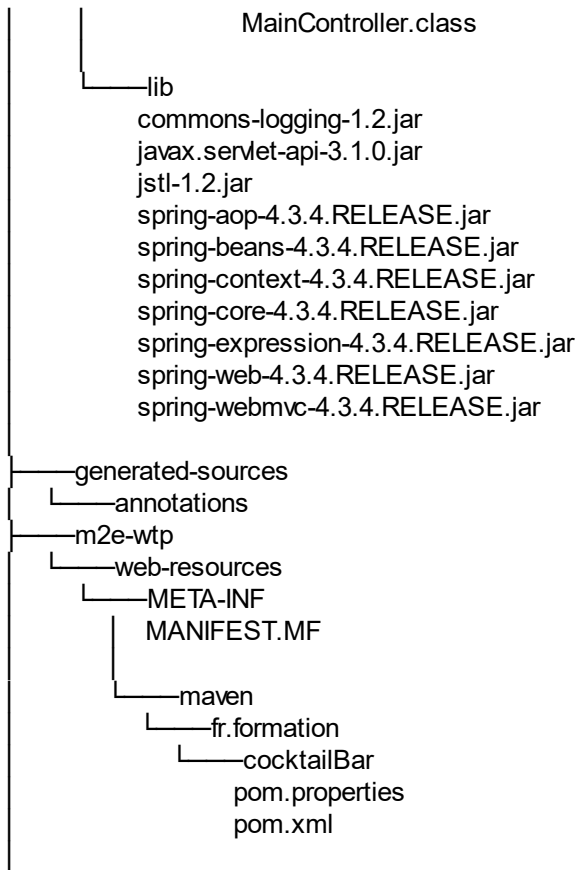 MainController.class
lib
commons-logging-1.2.jar
javax.servlet-api-3.1.0.jar
jstl-1.2.jar
spring-aop-4.3.4.RELEASE.jar
spring-beans-4.3.4.RELEASE.jar
spring-context-4.3.4.RELEASE.jar
spring-core-4.3.4.RELEASE.jar
spring-expression-4.3.4.RELEASE.jar
spring-web-4.3.4.RELEASE.jar
spring-webmvc-4.3.4.RELEASE.jar
generated-sources
annotations
m2e-wtp
web-resources
META-INF
MANIFEST.MF
maven
fr.formation
cocktailBar
pom.properties
pom.xml